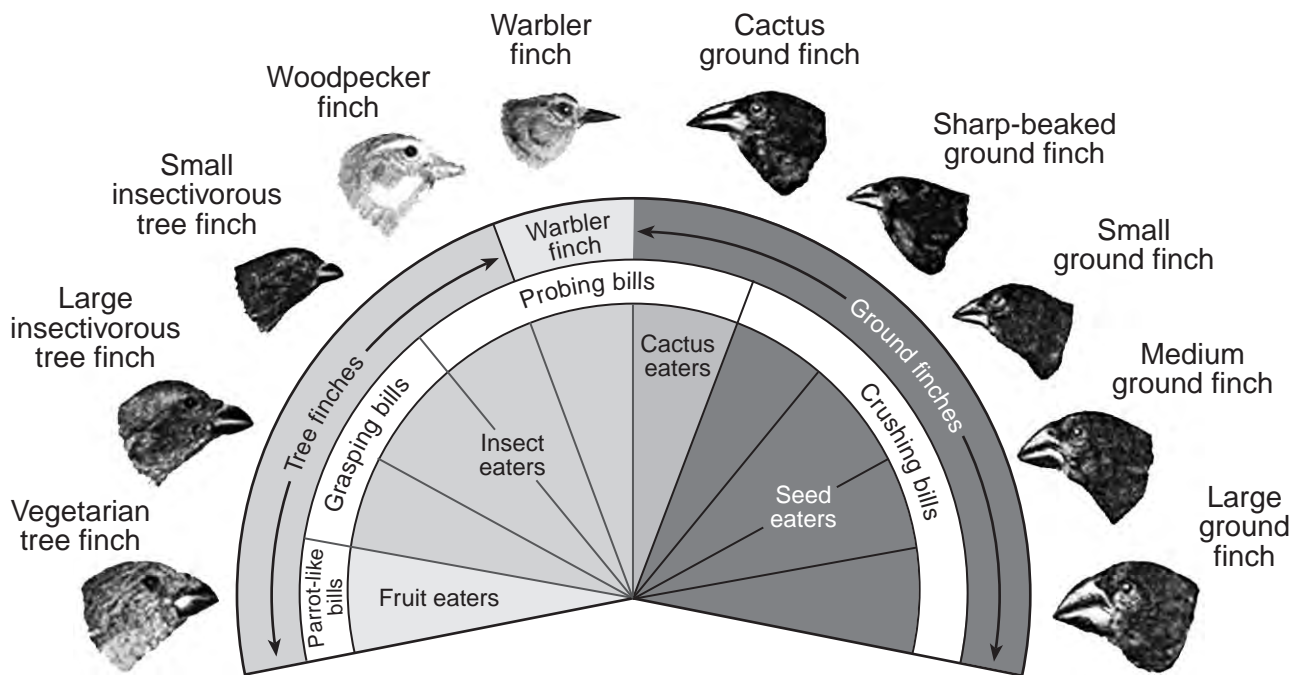 Warbler
finch
Cactus
ground finch
Woodpecker
finch
Sharp-beaked
ground finch
Small
insectivorous
tree finch
Small
ground finch
Large
insectivorous
tree finch
Medium
ground finch
Vegetarian
tree finch
Large
ground
finch
Warbler
finch
Tree finches
Ground finches
Probing bills
Grasping bills
Crushing bills
Parrot-like
bills
Cactus
eaters
Insect
eaters
Seed
eaters
Fruit eaters